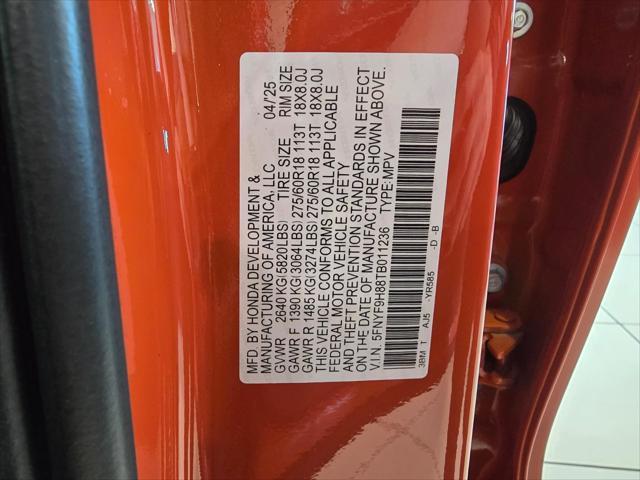 MFD. BY HONDA DEVELOPMENT &
MANUFACTURING OF AMERICA, LLC 04/25
GVWR 2640 KG(5820LBS) TIRE SIZE RIM SIZE
GAWR F 1390 KG(3064LBS) 275/60R18 113T 18X8.0J
GAWR R 1485 KG(3274LBS) 275/60R18 113T 18X8.0J
THIS VEHICLE CONFORMS TO ALL APPLICABLE
FEDERAL MOTOR VEHICLE SAFETY
AND THEFT PREVENTION STANDARDS IN EFFECT
ON THE DATE OF MANUFACTURE SHOWN ABOVE.
V.I.N. 5FNYF9H88TB011236 TYPE:MPV
3BM T AJ5 -YR585 -D -B